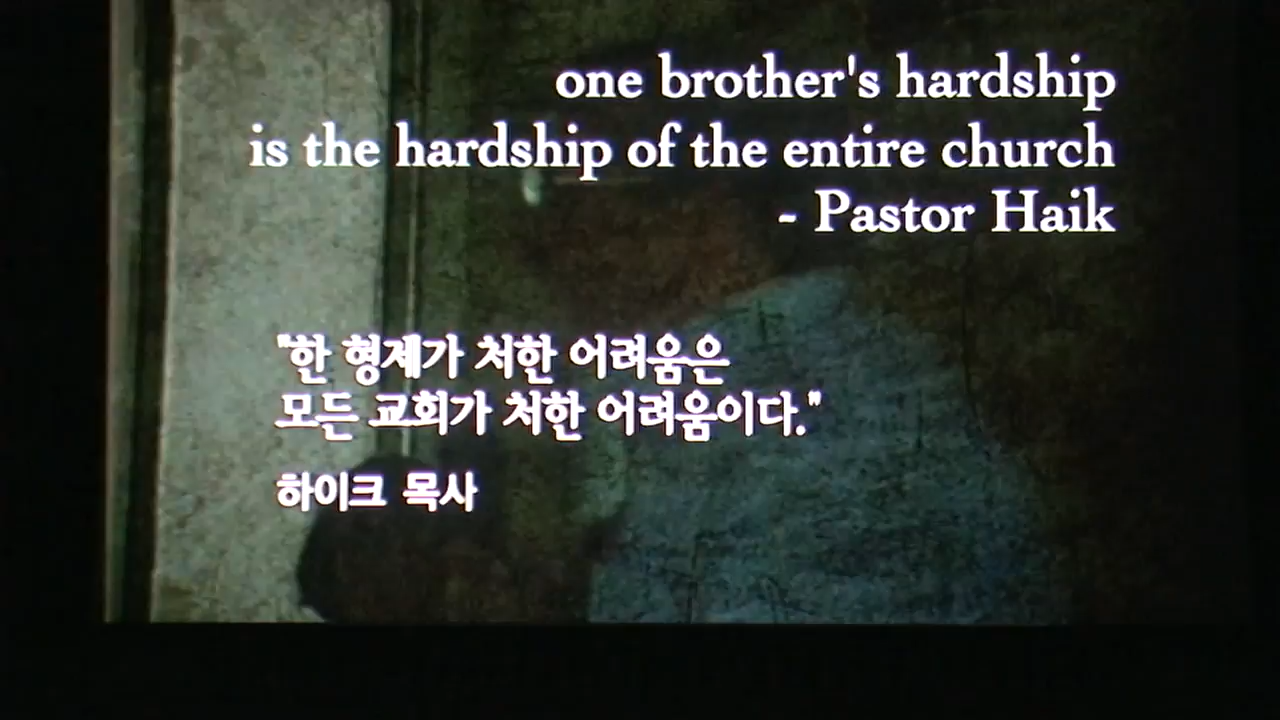 one brother's hardship
is the hardship of the entire church
- Pastor Haik
"한 형제가 처한 어려움은
모든 교회가 처한 어려움이다."
하이크 목사